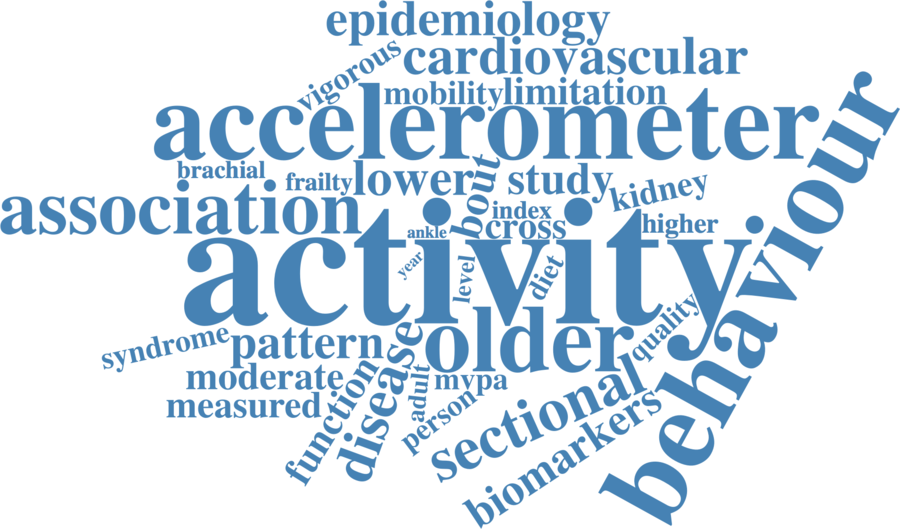 epidemiology
cardiovascular
vigorous
mobility
limitation
accelerometer
behaviour
brachial
frailty
lower
bout
study
kidney
association
index
higher
cross
ankle
activity
year
level
diet
quality
syndrome
pattern
older
disease
moderate
function
adult
mvpa
measured
person
sectional
biomarkers